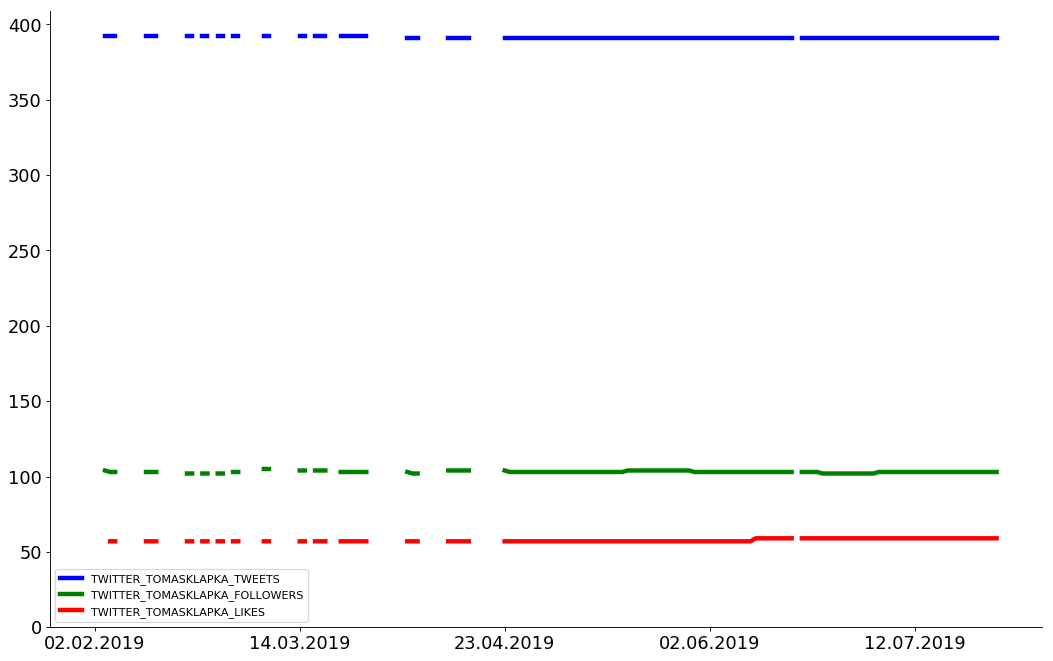 400
350
300
250
200
150
100
50
0
TWITTER_TOMASKLAPKA_TWEETS
TWITTER_TOMASKLAPKA_FOLLOWERS
TWITTER_TOMASKLAPKA_LIKES
02.02.2019 14.03.2019 23.04.2019 02.06.2019 12.07.2019